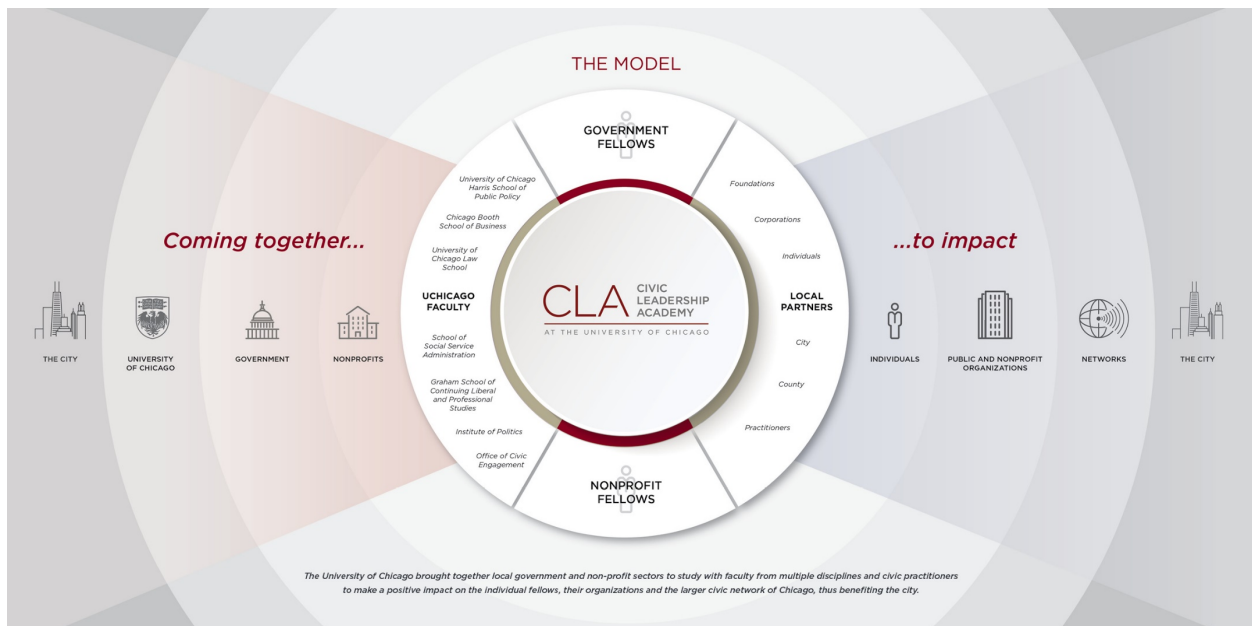 THE MODEL
GOVERNMENT
FELLOWS
University of Chicago
Harris School of
Public Policy
Chicago Booth
School of Business
University of
Chicago Law
School
UCHICAGO
FACULTY
School of
Social Service
Administration
Graham School of
Continuing Liberal
and Professional
Studies
Institute of Politics
Office of Civic
Engagement
Foundations
Corporations
Individuals
LOCAL
PARTNERS
City
County
Practitioners
NONPROFIT
FELLOWS
CLA
CIVIC
LEADERSHIP
ACADEMY
AT THE UNIVERSITY OF CHICAGO
Coming together...
THE CITY
UNIVERSITY
OF CHICAGO
GOVERNMENT
NONPROFITS
...to impact
INDIVIDUALS
PUBLIC AND NONPROFIT
ORGANIZATIONS
NETWORKS
THE CITY
The University of Chicago brought together local government and non-profit sectors to study with faculty from multiple disciplines and civic practitioners
to make a positive impact on the individual fellows, their organizations and the larger civic network of Chicago, thus benefiting the city.